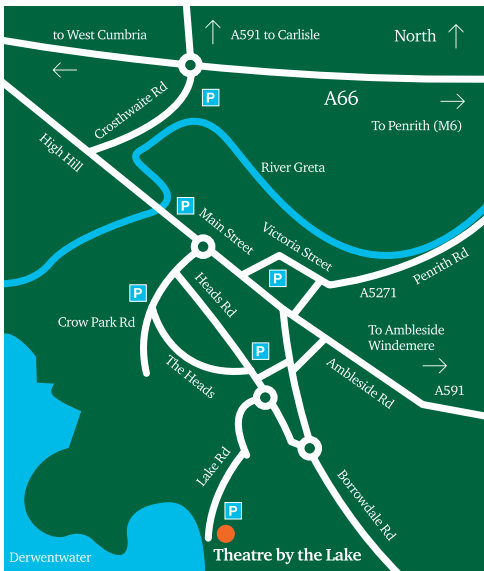 to West Cumbria
A591 to Carlisle
North
P
A66
Crosthwaite Rd
To Penrith (M6)
High Hill
River Greta
P
Main Street
Victoria Street
Penrith Rd
P
P
A5271
Heads Rd
Crow Park Rd
To Ambleside
Windemere
P
The Heads
Ambleside Rd
A591
Lake Rd
Borrowdale Rd
P
Derwentwater
Theatre by the Lake